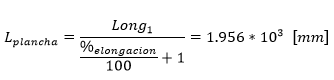 L_plancha = Long_1 / (%_elongacion / 100 + 1) = 1.956 * 10^3 [mm]